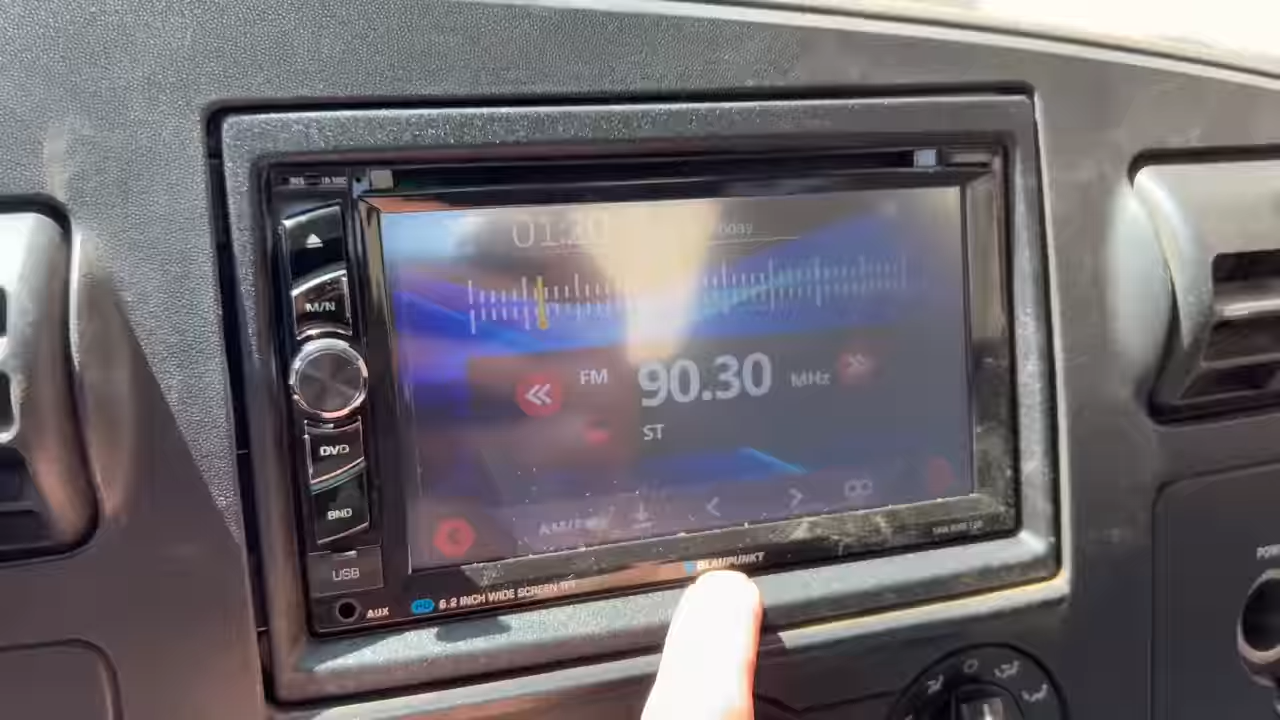 M/N
DVD
BND
USB
AUX
FM
90.30
MHz
ST
6.2 INCH WIDE SCREEN TFT
BLAUPUNKT